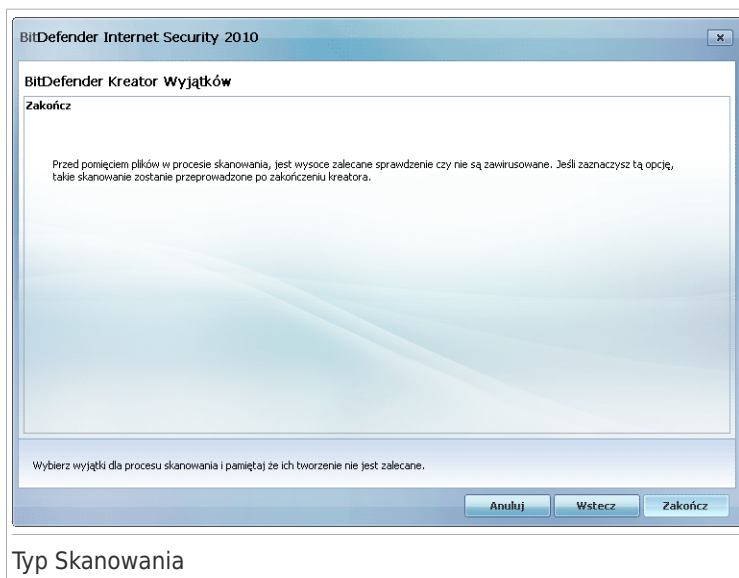 BitDefender Internet Security 2010
x
BitDefender Kreator Wyjątków
Zakończ
Przed pomięciem plików w procesie skanowania, jest wysoce zalecane sprawdzenie czy nie są zawirusowane. Jeśli zaznaczysz tą opcję,
takie skanowanie zostanie przeprowadzone po zakończeniu kreatora.
Wybierz wyjątki dla procesu skanowania i pamiętaj że ich tworzenie nie jest zalecane.
Anuluj Wstecz Zakończ
Typ Skanowania